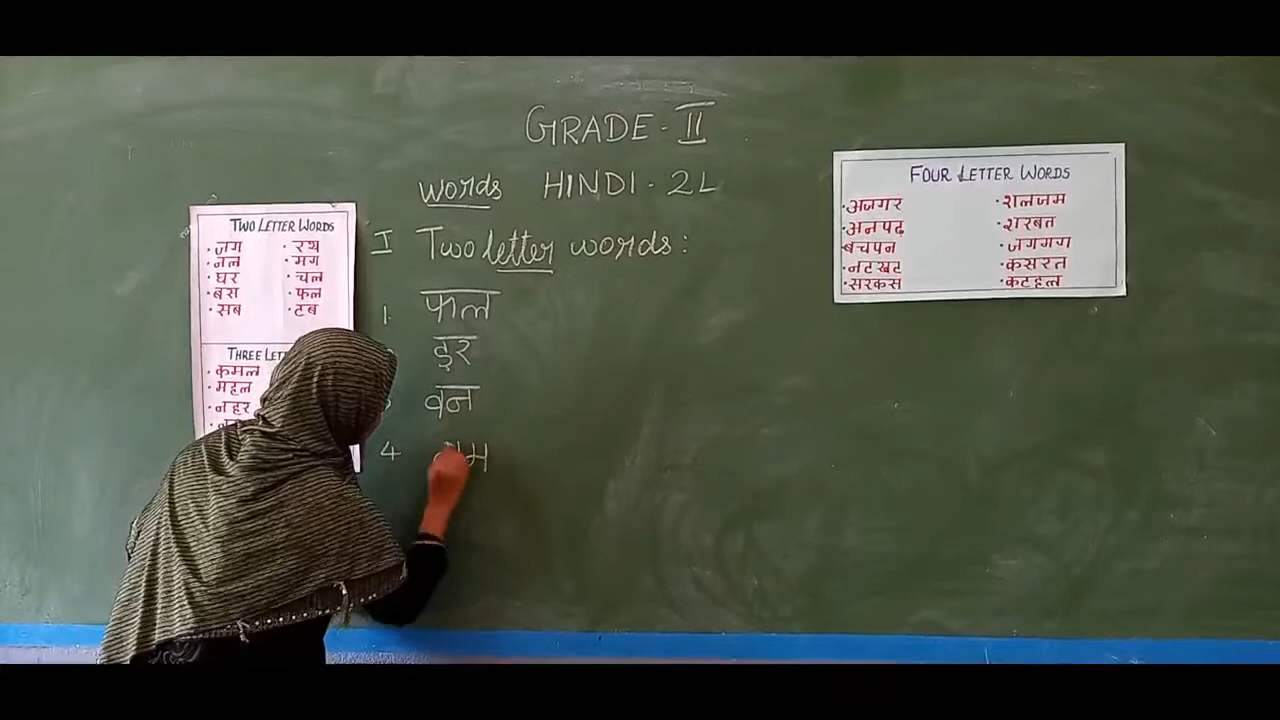 GRADE - II
words HINDI - 2L
I Two letter words:
1. फल
डर
वन
4
TWO LETTER WORDS
• जग • रथ
• नल • मग
• घर • चल
• बस • फल
• सब • टब
THREE
• कमल
• महल
• नहर
FOUR LETTER WORDS
• अजगर • शलजम
• अनपढ़ • शरबत
बचपन • जगमग
• नटखट • कसरत
• सरकस • कटहल